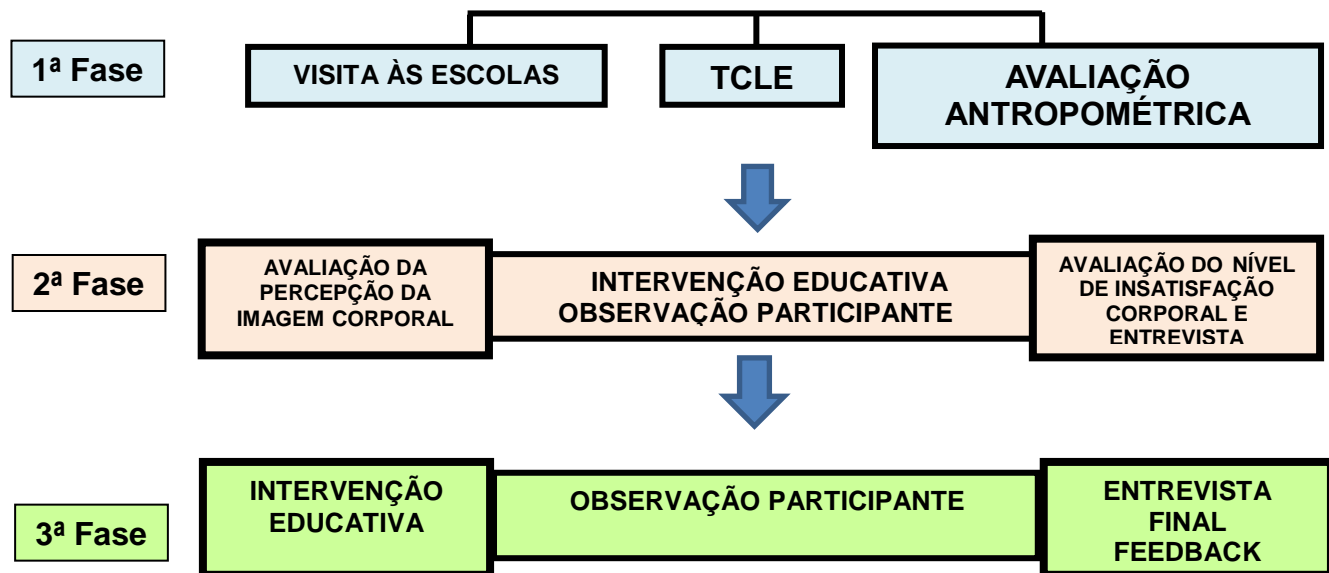 1ª Fase
VISITA ÀS ESCOLAS
TCLE
AVALIAÇÃO
ANTROPOMÉTRICA
2ª Fase
AVALIAÇÃO DA
PERCEPÇÃO DA
IMAGEM CORPORAL
INTERVENÇÃO EDUCATIVA
OBSERVAÇÃO PARTICIPANTE
AVALIAÇÃO DO NÍVEL
DE INSATISFAÇÃO
CORPORAL E
ENTREVISTA
3ª Fase
INTERVENÇÃO
EDUCATIVA
OBSERVAÇÃO PARTICIPANTE
ENTREVISTA
FINAL
FEEDBACK